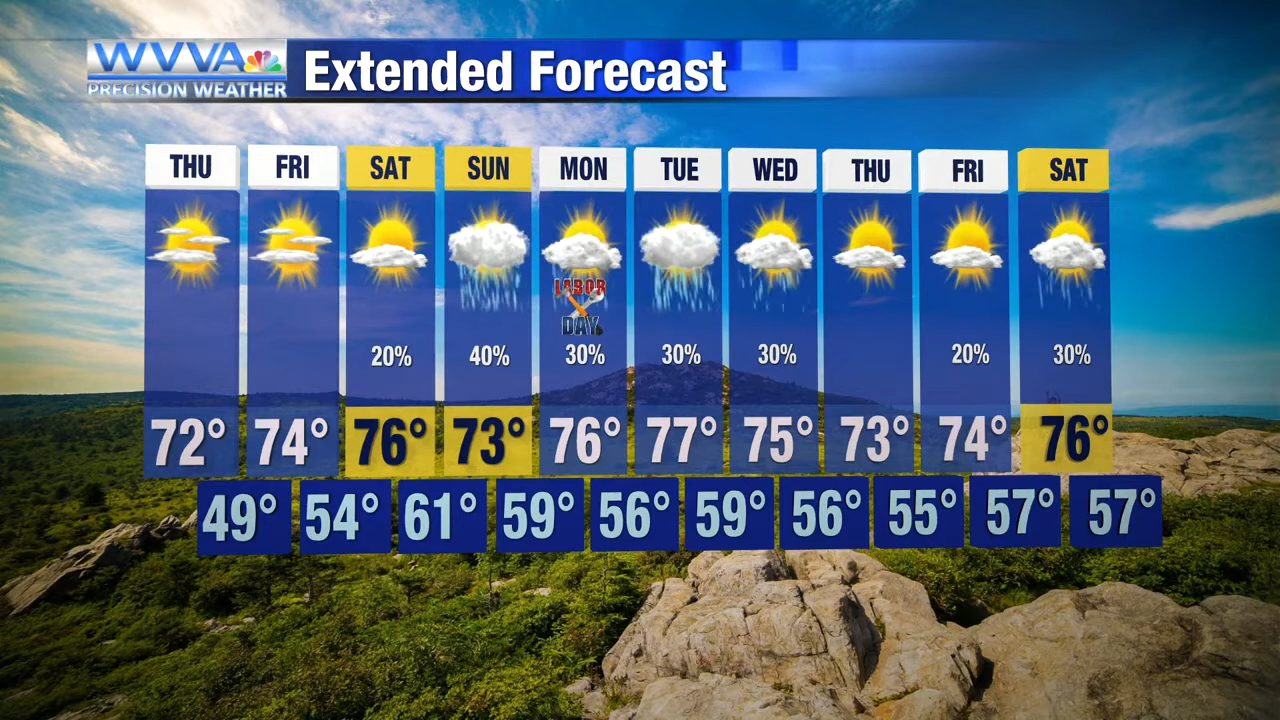 WVVA
PRECISION WEATHER
Extended Forecast
THU FRI SAT SUN MON TUE WED THU FRI SAT
LABOR
DAY
20% 40% 30% 30% 30% 20% 30%
72° 74° 76° 73° 76° 77° 75° 73° 74° 76°
49° 54° 61° 59° 56° 59° 56° 55° 57° 57°